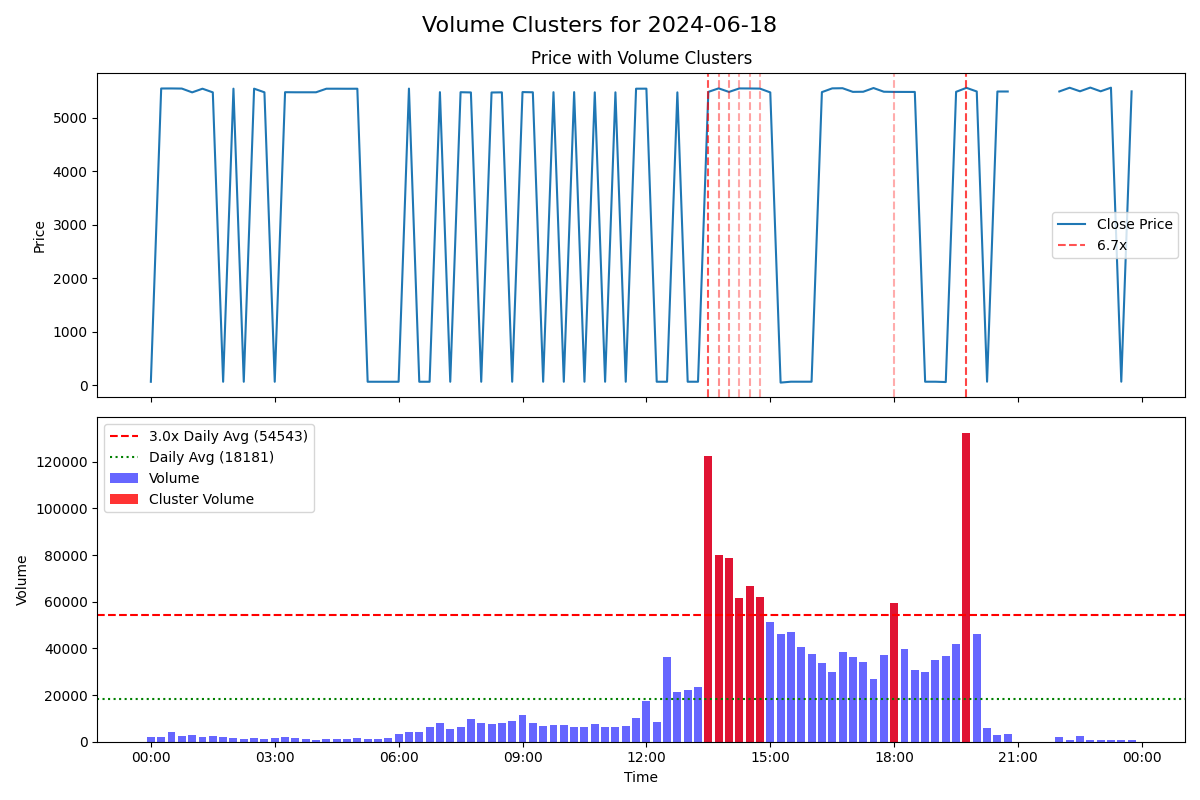 Volume Clusters for 2024-06-18
Price with Volume Clusters
5000
4000
3000
2000
1000
0
Price
Close Price
6.7x
120000
100000
80000
60000
40000
20000
0
Volume
3.0x Daily Avg (54543)
Daily Avg (18181)
Volume
Cluster Volume
00:00 03:00 06:00 09:00 12:00 15:00 18:00 21:00 00:00
Time